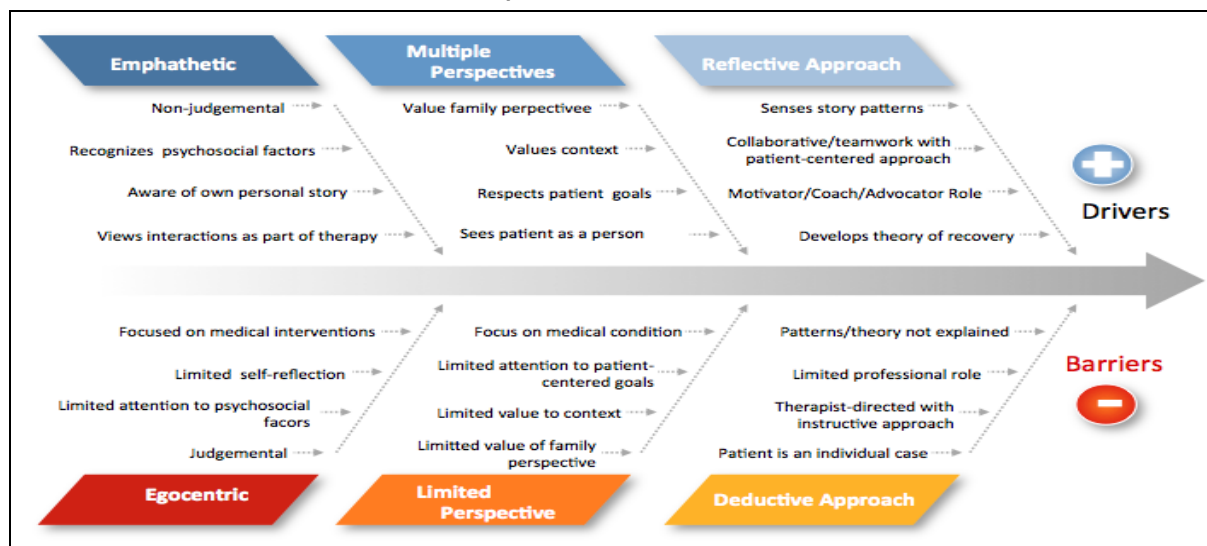 Emphathetic
Multiple
Perspectives
Reflective Approach
Non-judgemental
Recognizes psychosocial factors
Aware of own personal story
Views interactions as part of therapy
Value family perpectivee
Values context
Respects patient goals
Sees patient as a person
Senses story patterns
Collaborative/teamwork with
patient-centered approach
Motivator/Coach/Advocator Role
Develops theory of recovery
Drivers
Focused on medical interventions
Limited self-reflection
Limited attention to psychosocial
facors
Judgemental
Focus on medical condition
Limited attention to patient-
centered goals
Limited value to context
Limitted value of family
perspective
Patterns/theory not explained
Limited professional role
Therapist-directed with
instructive approach
Patient is an individual case
Barriers
Egocentric
Limited
Perspective
Deductive Approach